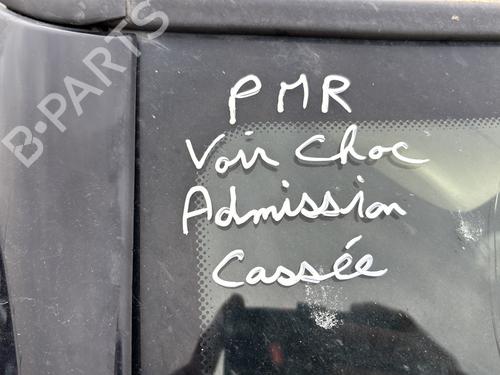 B-PARTS
PMR
Voir Choc
Admission
Cassée